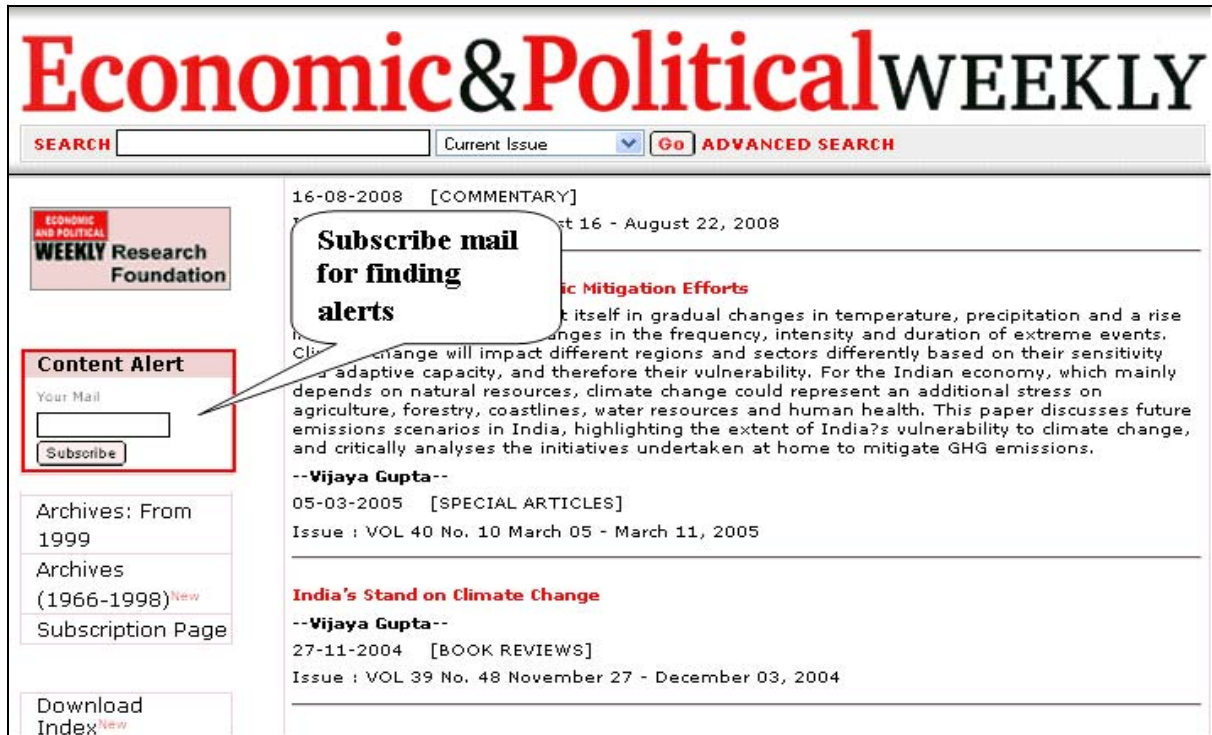 Economic&PoliticalWEEKLY
SEARCH Current Issue Go ADVANCED SEARCH
ECONOMIC
AND POLITICAL
WEEKLY Research
Foundation
Content Alert
Your Mail
Subscribe
Archives: From
1999
Archives
(1966-1998)New
Subscription Page
Download
IndexNew
Subscribe mail
for finding
alerts
16-08-2008 [COMMENTARY]
16 - August 22, 2008
Mitigation Efforts
itself in gradual changes in temperature, precipitation and a rise
in the frequency, intensity and duration of extreme events.
change will impact different regions and sectors differently based on their sensitivity
adaptive capacity, and therefore their vulnerability. For the Indian economy, which mainly
depends on natural resources, climate change could represent an additional stress on
agriculture, forestry, coastlines, water resources and human health. This paper discusses future
emissions scenarios in India, highlighting the extent of India?s vulnerability to climate change,
and critically analyses the initiatives undertaken at home to mitigate GHG emissions.
--Vijaya Gupta--
05-03-2005 [SPECIAL ARTICLES]
Issue : VOL 40 No. 10 March 05 - March 11, 2005
India's Stand on Climate Change
--Vijaya Gupta--
27-11-2004 [BOOK REVIEWS]
Issue : VOL 39 No. 48 November 27 - December 03, 2004